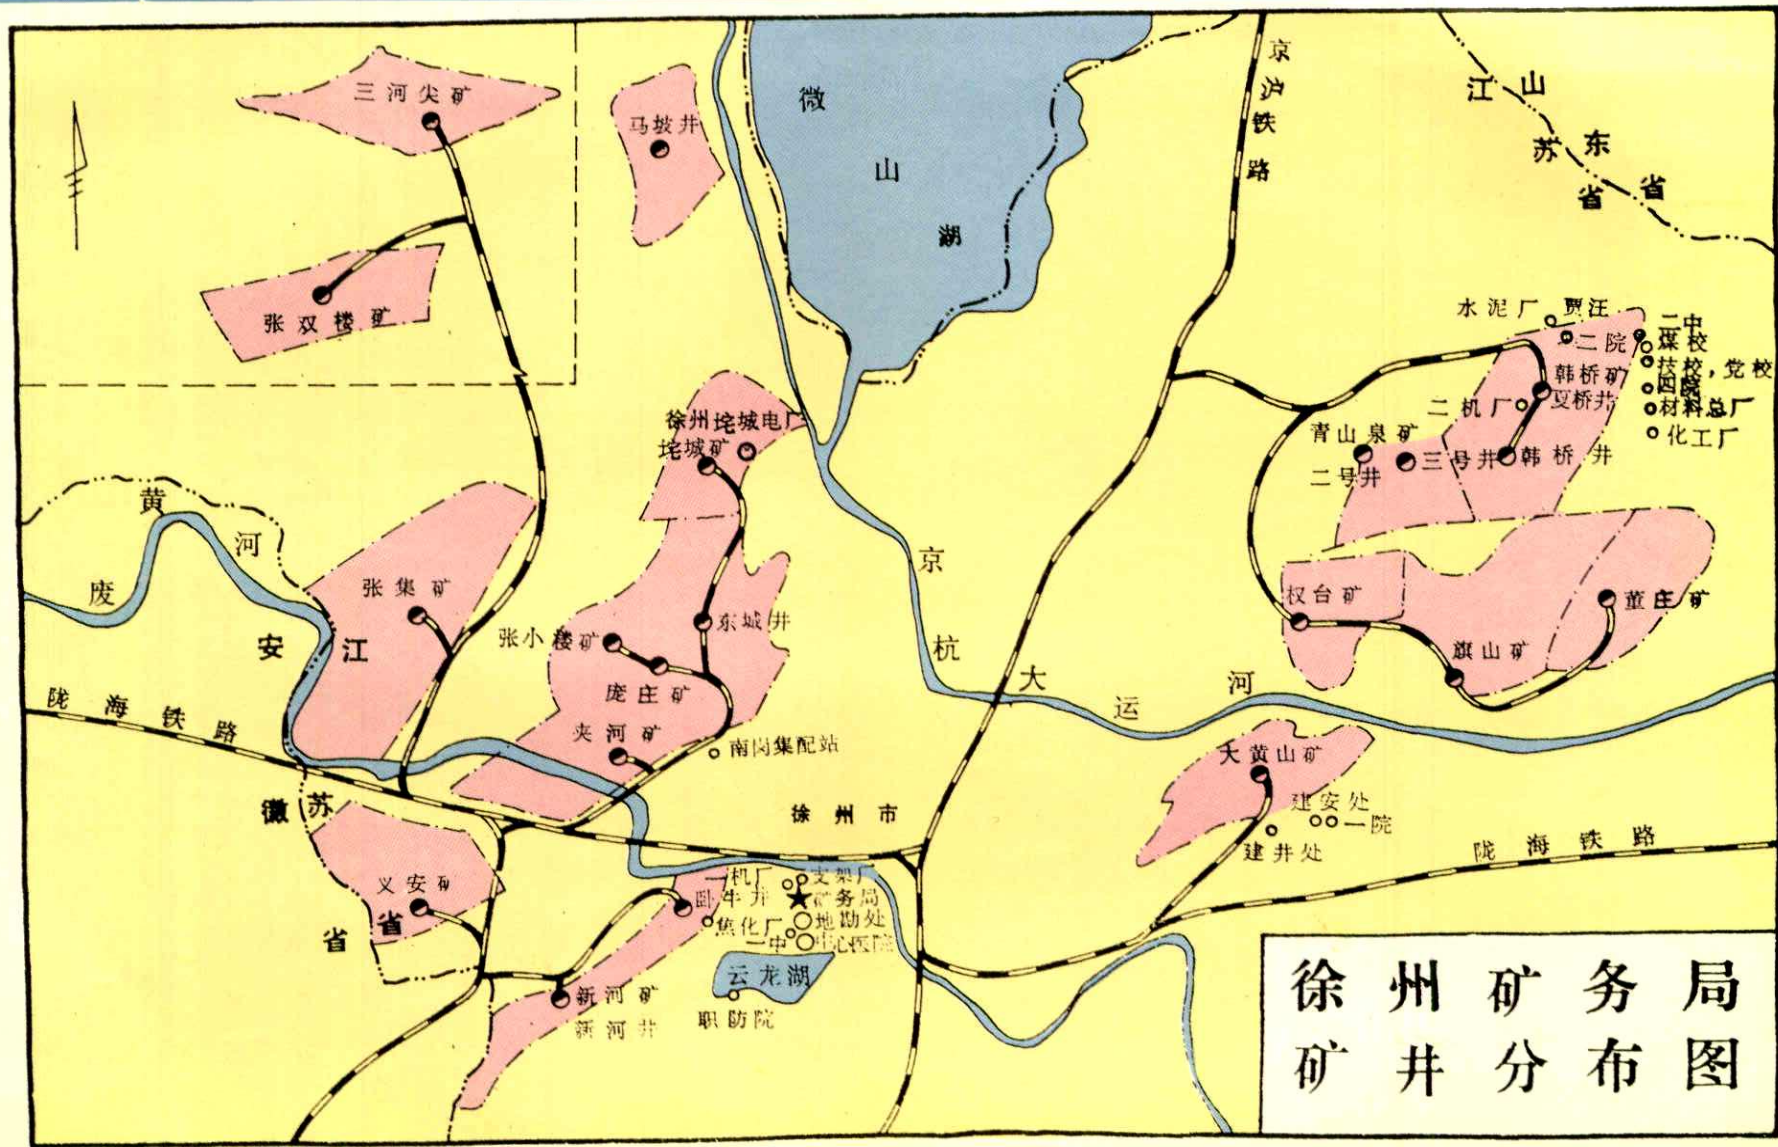 三河尖矿
马坡井
微山湖
京沪铁路
江苏省
山东省
张双楼矿
水泥厂
贾汪
二中
二院
煤校
技校，党校
韩桥矿
四院
夏桥井
二机厂
材料总厂
化工厂
徐州垞城电厂
垞城矿
青山泉矿
二号井
三号井
韩桥井
废黄河
张集矿
京杭大运河
权台矿
董庄矿
东城井
张小楼矿
旗山矿
安徽省
江苏省
庞庄矿
陇海铁路
夹河矿
南岗集配站
大黄山矿
建安处
一院
建井处
徐州市
陇海铁路
义安矿
一机厂
支架厂
卧牛井
矿务局
焦化厂
地勘处
一中
中心医院
云龙湖
职防院
新河矿
新河井
徐州矿务局
矿井分布图